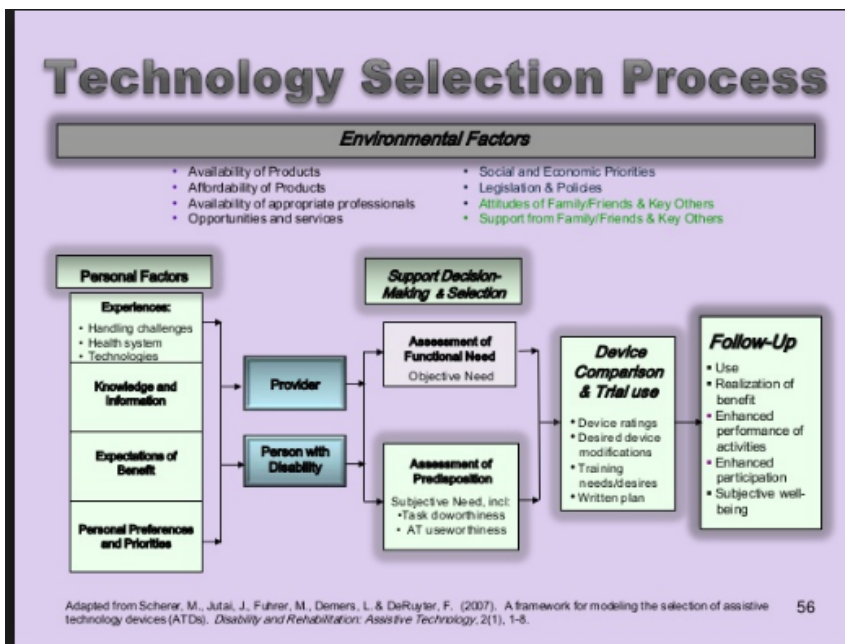 Technology Selection Process
Environmental Factors
• Availability of Products
• Affordability of Products
• Availability of appropriate professionals
• Opportunities and services
• Social and Economic Priorities
• Legislation & Policies
• Attitudes of Family/Friends & Key Others
• Support from Family/Friends & Key Others
Personal Factors
Experiences:
• Handling challenges
• Health system
• Technologies
Knowledge and
Information
Expectations of
Benefit
Personal Preferences
and Priorities
Provider
Person with
Disability
Support Decision-
Making & Selection
Assessment of
Functional Need
Objective Need
Assessment of
Predisposition
Subjective Need, incl:
•Task doworthiness
• AT useworthiness
Device
Comparison
& Trial use
• Device ratings
• Desired device
modifications
• Training
needs/desires
• Written plan
Follow-Up
▪ Use
▪ Realization of
benefit
▪ Enhanced
performance of
activities
▪ Enhanced
participation
▪ Subjective well-
being
Adapted from Scherer, M., Jutai, J., Fuhrer, M., Demers, L. & DeRuyter, F. (2007). A framework for modeling the selection of assistive
technology devices (ATDs). Disability and Rehabilitation: Assistive Technology, 2(1), 1-8.
56